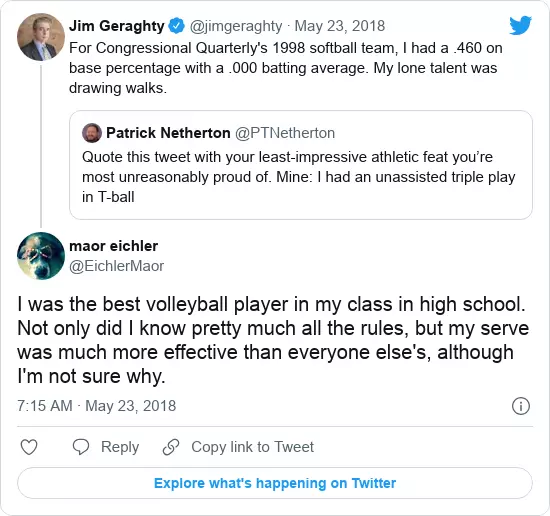 Jim Geraghty @jimgeraghty · May 23, 2018
For Congressional Quarterly's 1998 softball team, I had a .460 on
base percentage with a .000 batting average. My lone talent was
drawing walks.
Patrick Netherton @PTNetherton
Quote this tweet with your least-impressive athletic feat you’re
most unreasonably proud of. Mine: I had an unassisted triple play
in T-ball
maor eichler
@EichlerMaor
I was the best volleyball player in my class in high school.
Not only did I know pretty much all the rules, but my serve
was much more effective than everyone else's, although
I'm not sure why.
7:15 AM · May 23, 2018
Reply Copy link to Tweet
Explore what's happening on Twitter